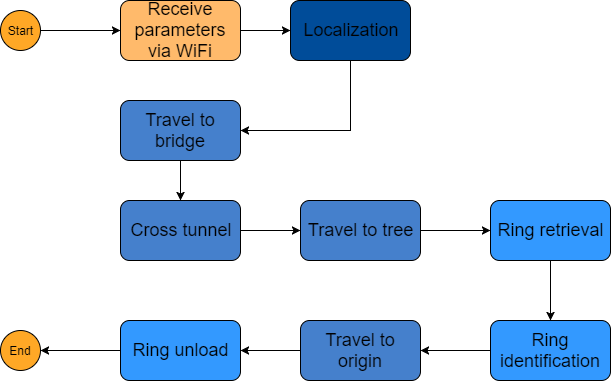 Start
Receive
parameters
via WiFi
Localization
Travel to
bridge
Cross tunnel
Travel to tree
Ring retrieval
Ring
identification
Travel to
origin
Ring unload
End